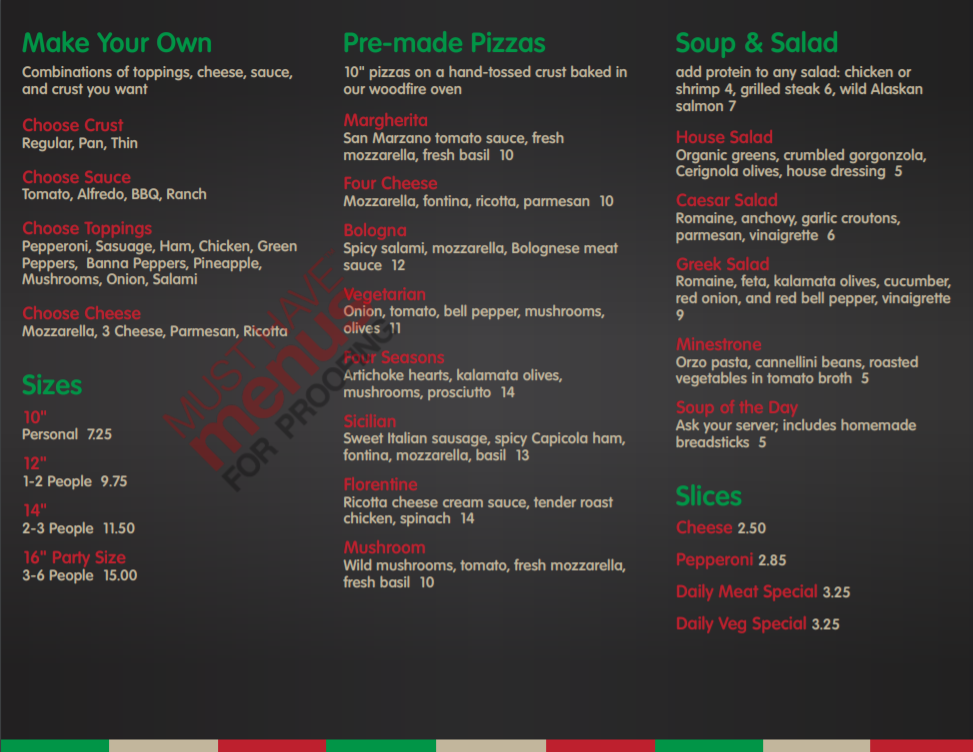 Make Your Own
Combinations of toppings, cheese, sauce,
and crust you want
Choose Crust
Regular, Pan, Thin
Choose Sauce
Tomato, Alfredo, BBQ, Ranch
Choose Toppings
Pepperoni, Sasuage, Ham, Chicken, Green
Peppers, Banna Peppers, Pineapple,
Mushrooms, Onion, Salami
Choose Cheese
Mozzarella, 3 Cheese, Parmesan, Ricotta
Sizes
10"
Personal 7.25
12"
1-2 People 9.75
14"
2-3 People 11.50
16" Party Size
3-6 People 15.00
Pre-made Pizzas
10" pizzas on a hand-tossed crust baked in
our woodfire oven
Margherita
San Marzano tomato sauce, fresh
mozzarella, fresh basil 10
Four Cheese
Mozzarella, fontina, ricotta, parmesan 10
Bologna
Spicy salami, mozzarella, Bolognese meat
sauce 12
Vegetarian
Onion, tomato, bell pepper, mushrooms,
olives 11
Four Seasons
Artichoke hearts, kalamata olives,
mushrooms, prosciutto 14
Sicilian
Sweet Italian sausage, spicy Capicola ham,
fontina, mozzarella, basil 13
Florentine
Ricotta cheese cream sauce, tender roast
chicken, spinach 14
Mushroom
Wild mushrooms, tomato, fresh mozzarella,
fresh basil 10
Soup & Salad
add protein to any salad: chicken or
shrimp 4, grilled steak 6, wild Alaskan
salmon 7
House Salad
Organic greens, crumbled gorgonzola,
Cerignola olives, house dressing 5
Caesar Salad
Romaine, anchovy, garlic croutons,
parmesan, vinaigrette 6
Greek Salad
Romaine, feta, kalamata olives, cucumber,
red onion, and red bell pepper, vinaigrette
9
Minestrone
Orzo pasta, cannellini beans, roasted
vegetables in tomato broth 5
Soup of the Day
Ask your server; includes homemade
breadsticks 5
Slices
Cheese 2.50
Pepperoni 2.85
Daily Meat Special 3.25
Daily Veg Special 3.25
MUST HAVE
menus
FOR PROOFING